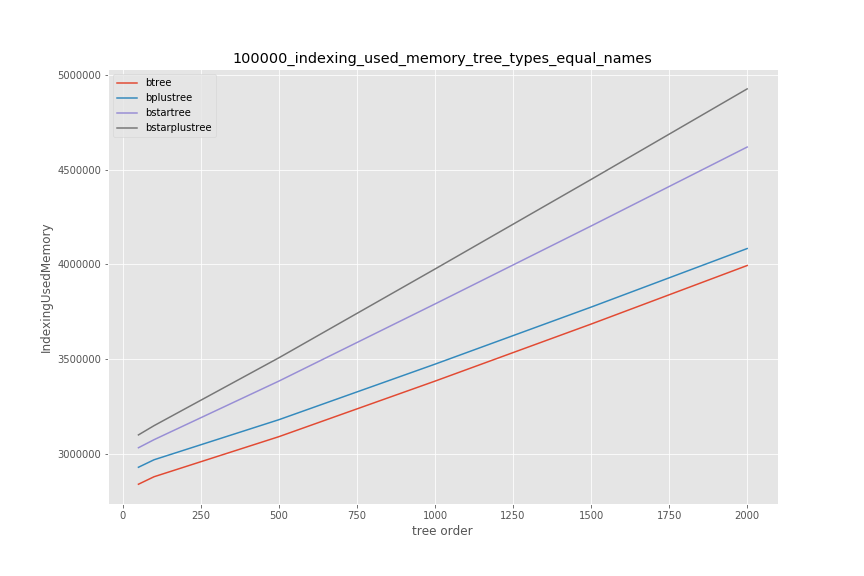 100000_indexing_used_memory_tree_types_equal_names
btree
bplustree
bstartree
bstarplustree
IndexingUsedMemory
5000000
4500000
4000000
3500000
3000000
0
250
500
750
1000
1250
1500
1750
2000
tree order